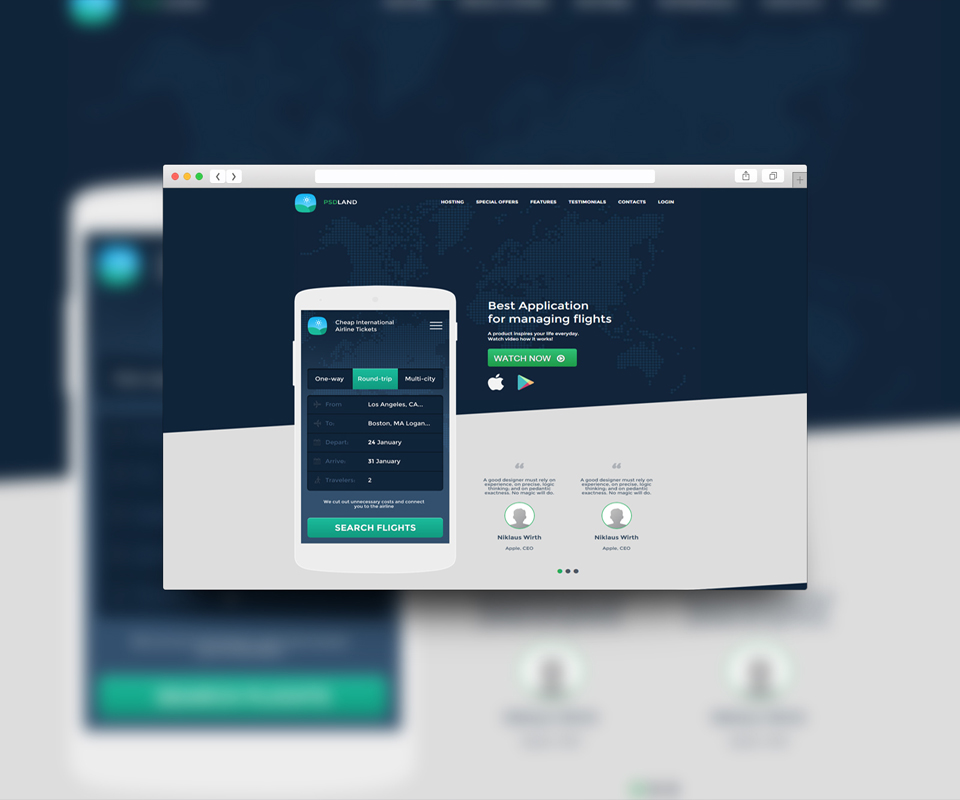 PSDLAND
HOSTING SPECIAL OFFERS FEATURES TESTIMONIALS CONTACTS LOGIN
Cheap International
Airline Tickets
One-way Round-trip Multi-city
From: Los Angeles, CA...
To: Boston, MA Logan...
Depart: 24 January
Arrive: 31 January
Travelers: 2
We cut out unnecessary costs and connect
you to the airline
SEARCH FLIGHTS
Best Application
for managing flights
A product inspires your life everyday.
Watch video how it works!
WATCH NOW
“
A good designer must rely on
experience, on precise, logic
thinking; and on pedantic
exactness. No magic will do.
Niklaus Wirth
Apple, CEO
“
A good designer must rely on
experience, on precise, logic
thinking; and on pedantic
exactness. No magic will do.
Niklaus Wirth
Apple, CEO
SEARCH FLIGHTS